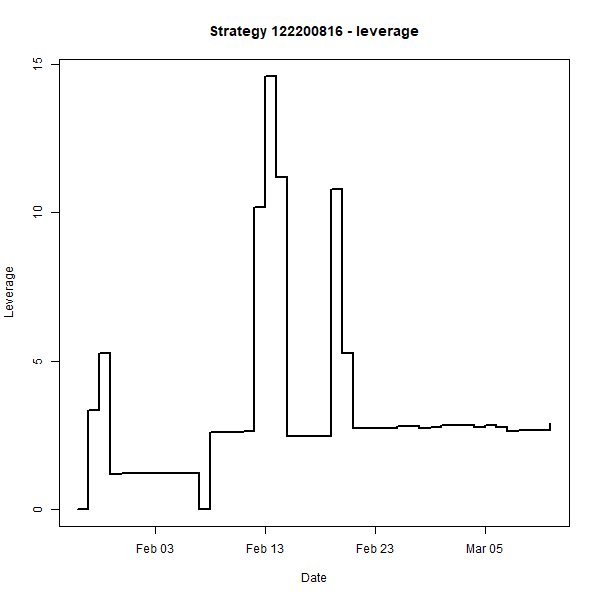 Strategy 122200816 - leverage
Leverage
15
10
5
0
Feb 03
Feb 13
Feb 23
Mar 05
Date